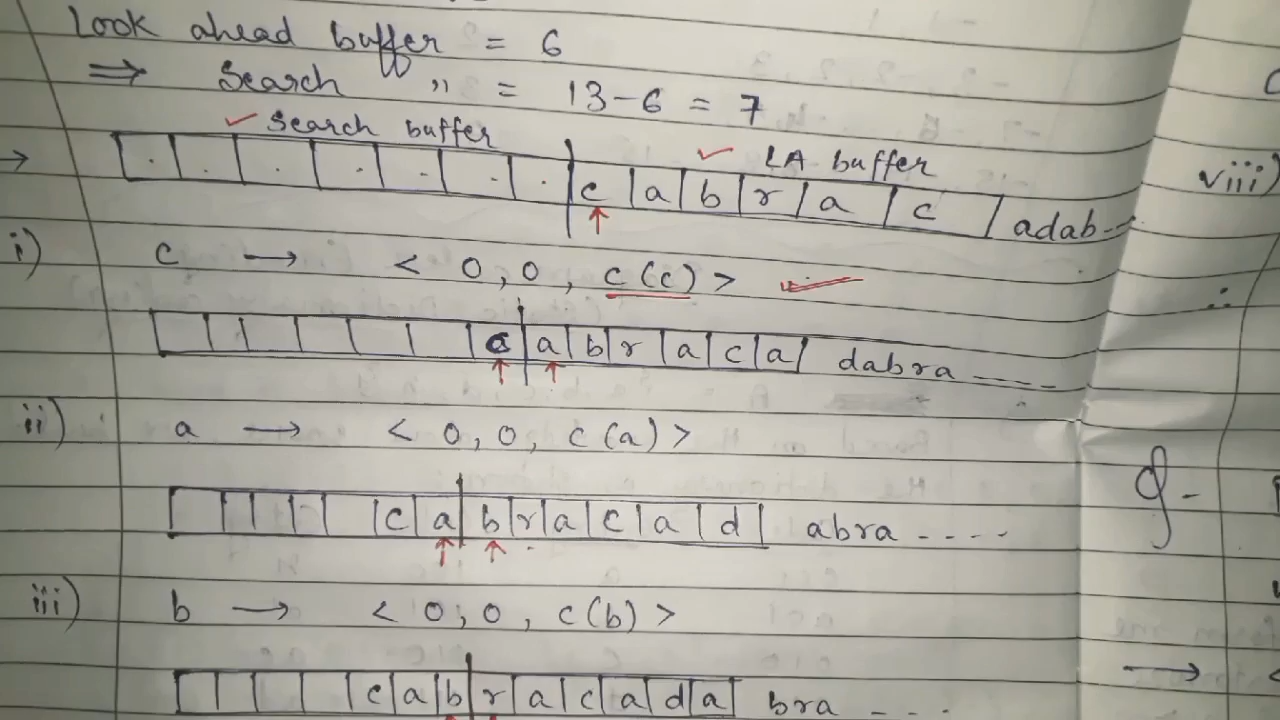 Look ahead buffer = 6
⇒ Search " = 13-6 = 7
✓ Search buffer
✓ LA buffer
→ . . . . . . . | c | a | b | r | a | c | adab--
viii)
i) c → < 0, 0, c(c) > ✓
∴
c | a | b | r | a | c | a | dabra ----
ii) a → < 0, 0, c(a) >
c | a | b | r | a | c | a | d | abra ....
Q-
iii) b → < 0, 0, c(b) >
→
c | a | b | r | a | c | a | d | a | bra - - .